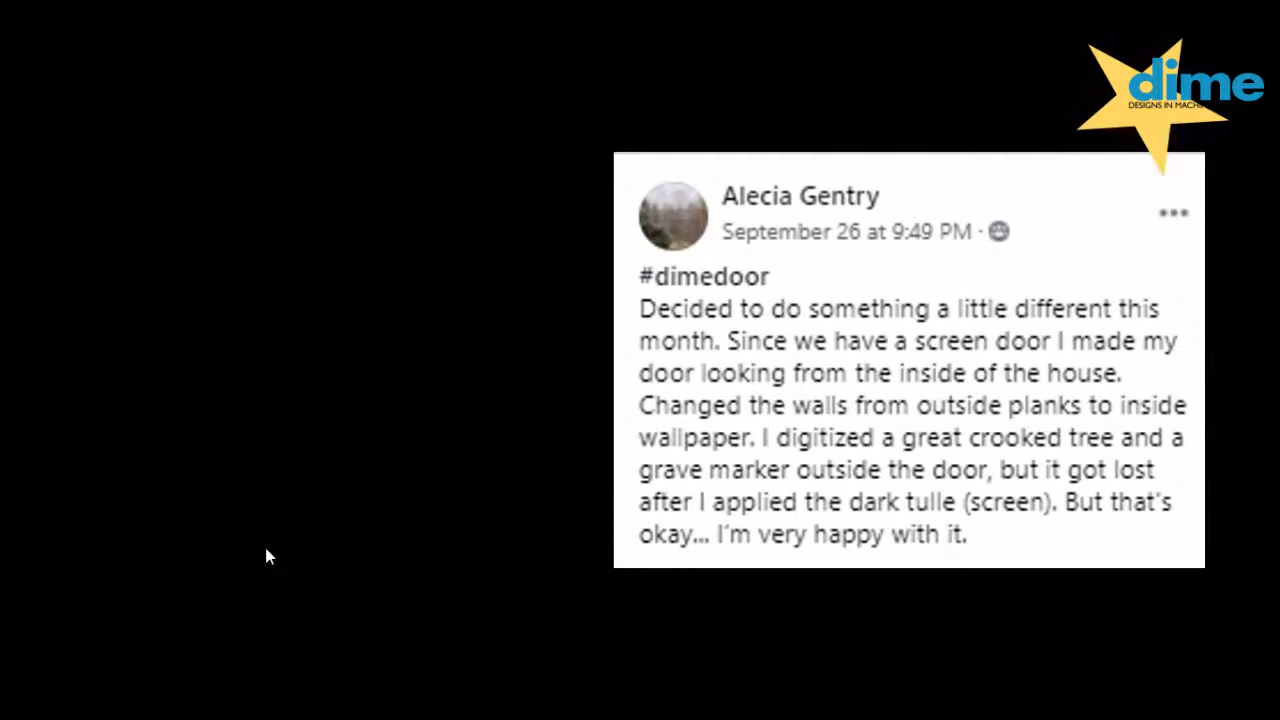 dime
DESIGNS IN MACHI
Alecia Gentry
September 26 at 9:49 PM ·
#dimedoor
Decided to do something a little different this
month. Since we have a screen door I made my
door looking from the inside of the house.
Changed the walls from outside planks to inside
wallpaper. I digitized a great crooked tree and a
grave marker outside the door, but it got lost
after I applied the dark tulle (screen). But that's
okay... I'm very happy with it.